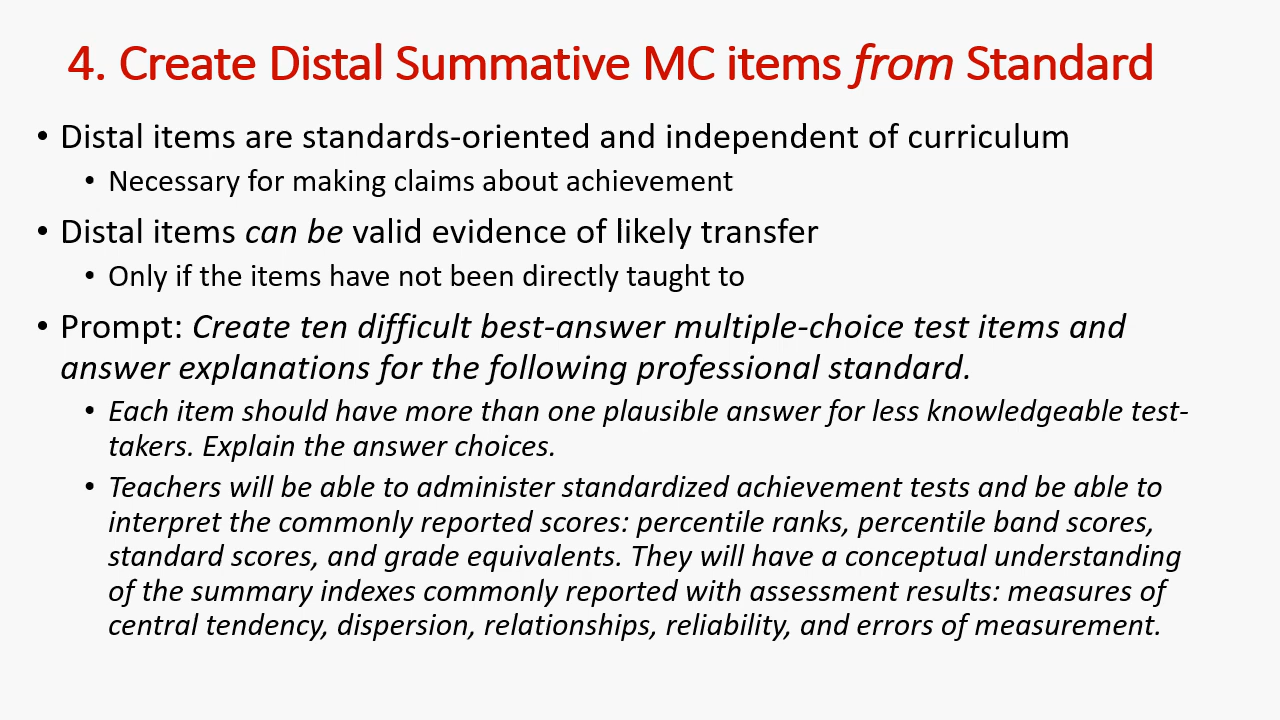 4. Create Distal Summative MC items from Standard
• Distal items are standards-oriented and independent of curriculum
• Necessary for making claims about achievement
• Distal items can be valid evidence of likely transfer
• Only if the items have not been directly taught to
• Prompt: Create ten difficult best-answer multiple-choice test items and
answer explanations for the following professional standard.
• Each item should have more than one plausible answer for less knowledgeable test-
takers. Explain the answer choices.
• Teachers will be able to administer standardized achievement tests and be able to
interpret the commonly reported scores: percentile ranks, percentile band scores,
standard scores, and grade equivalents. They will have a conceptual understanding
of the summary indexes commonly reported with assessment results: measures of
central tendency, dispersion, relationships, reliability, and errors of measurement.